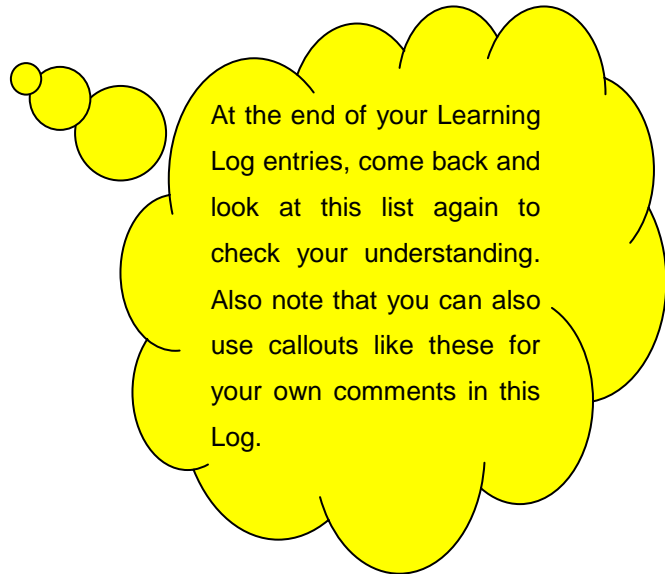 At the end of your Learning
Log entries, come back and
look at this list again to
check your understanding.
Also note that you can also
use callouts like these for
your own comments in this
Log.